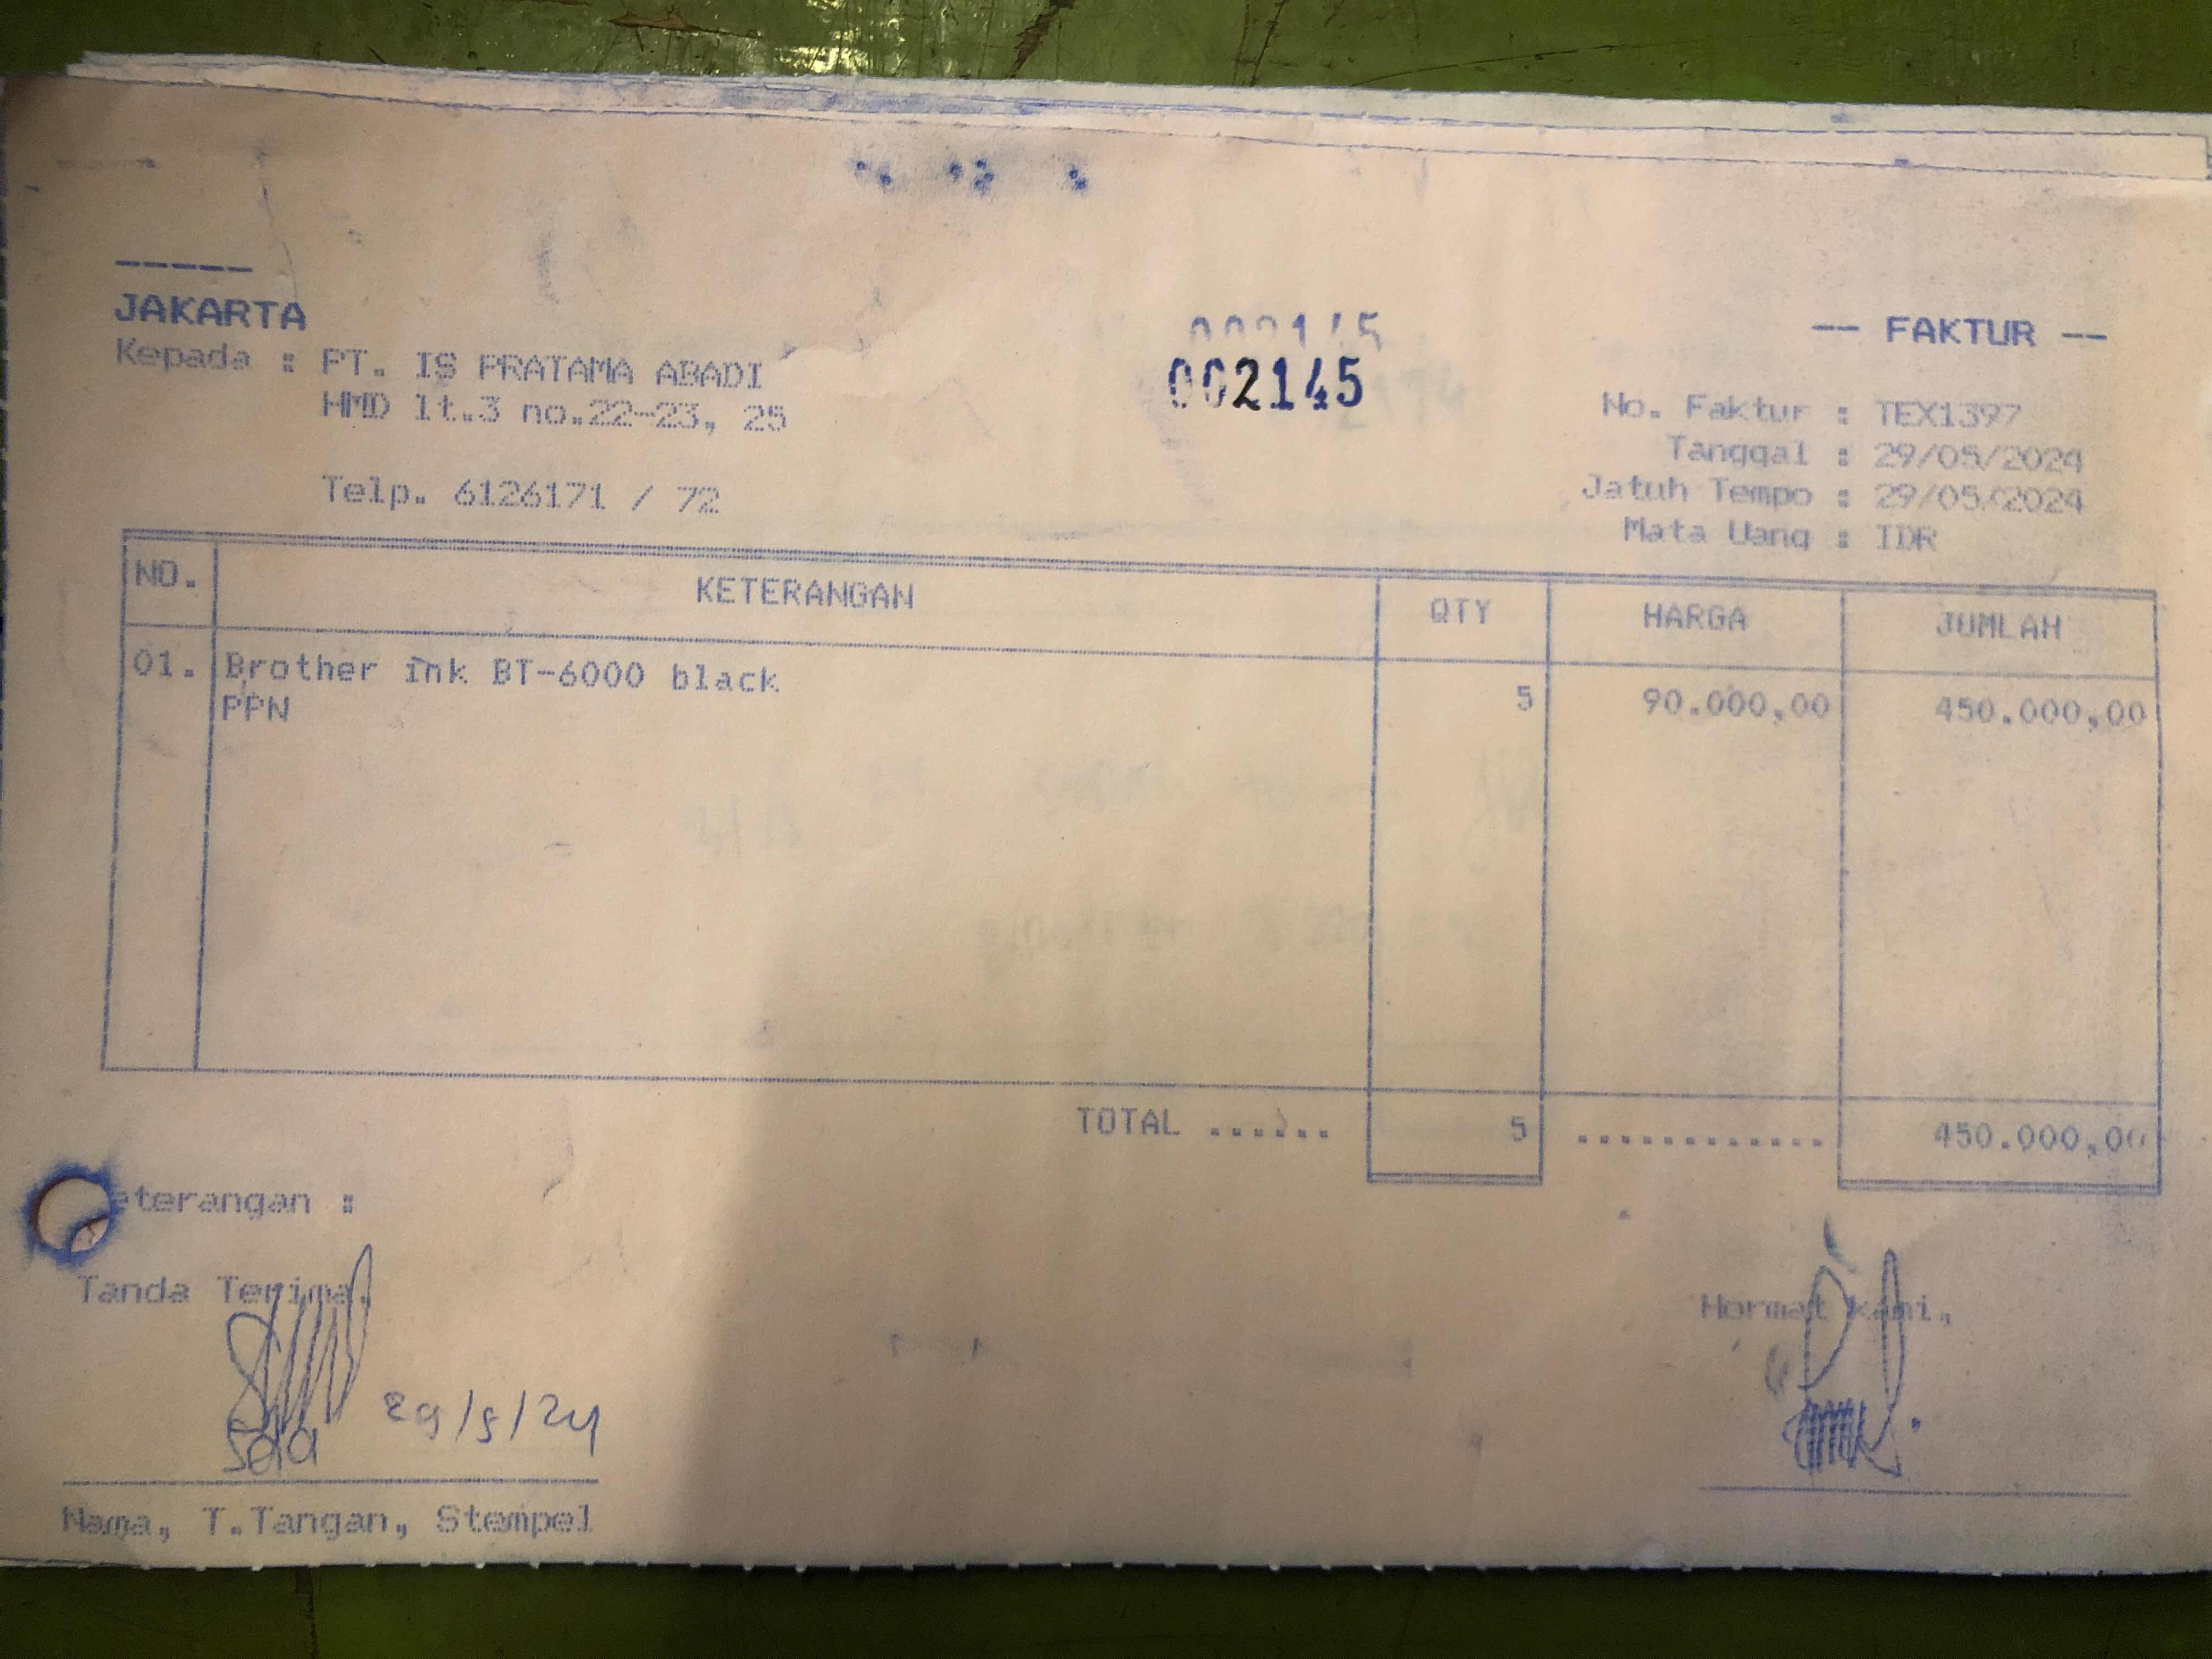 -----
JAKARTA
Kepada : PT. IS PRATAMA ABADI
HMD lt.3 no.22-23, 25
Telp. 6126171 / 72
002145
002145
-- FAKTUR --
No. Faktur : TEX1397
Tanggal : 29/05/2024
Jatuh Tempo : 29/05/2024
Mata Uang : IDR
NO. KETERANGAN QTY HARGA JUMLAH
01. Brother ink BT-6000 black 5 90.000,00 450.000,00
PPN
TOTAL ...... 5 ............ 450.000,00
eterangan :
Tanda Terima, Hormat kami,
29/5/24
Nama, T.Tangan, Stempel